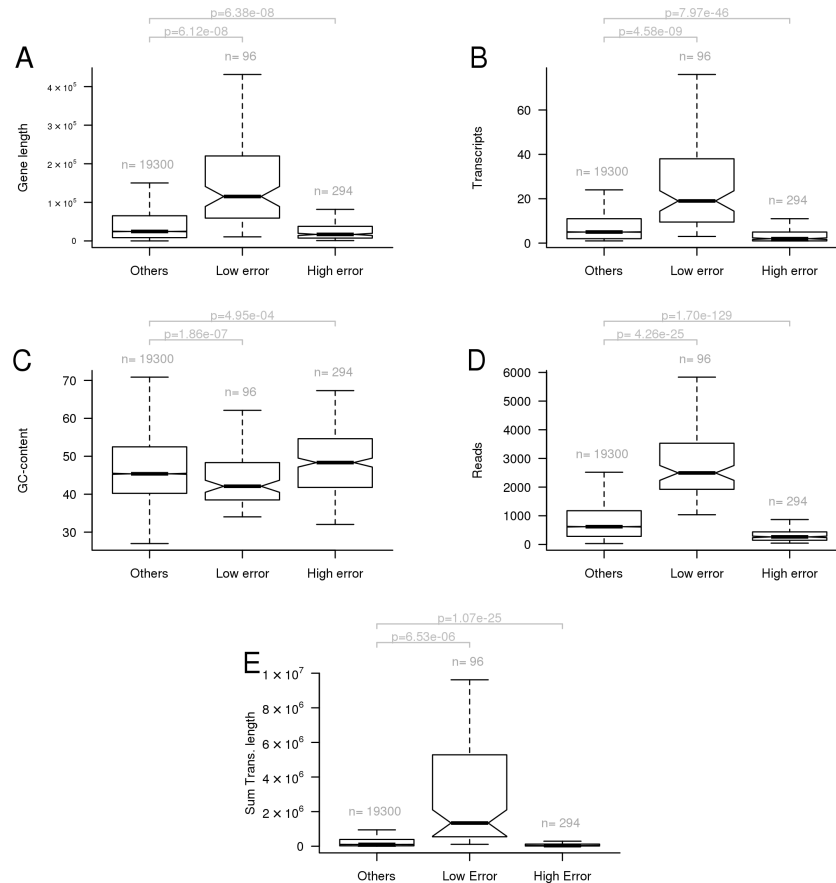 p=6.38e-08
p=6.12e-08
A
n= 96
4 × 10⁵
3 × 10⁵
2 × 10⁵
1 × 10⁵
0
Gene length
n= 19300
n= 294
Others Low error High error
p=7.97e-46
p=4.58e-09
B
n= 96
60
40
20
0
Transcripts
n= 19300
n= 294
Others Low error High error
p=4.95e-04
p=1.86e-07
C
n= 19300
n= 96
n= 294
70
60
50
40
30
GC-content
Others Low error High error
p=1.70e-129
p= 4.26e-25
D
n= 96
6000
5000
4000
3000
2000
1000
0
Reads
n= 19300
n= 294
Others Low error High error
p=1.07e-25
p=6.53e-06
E
n= 96
1 × 10⁷
8 × 10⁶
6 × 10⁶
4 × 10⁶
2 × 10⁶
0
Sum Trans. length
n= 19300
n= 294
Others Low Error High Error